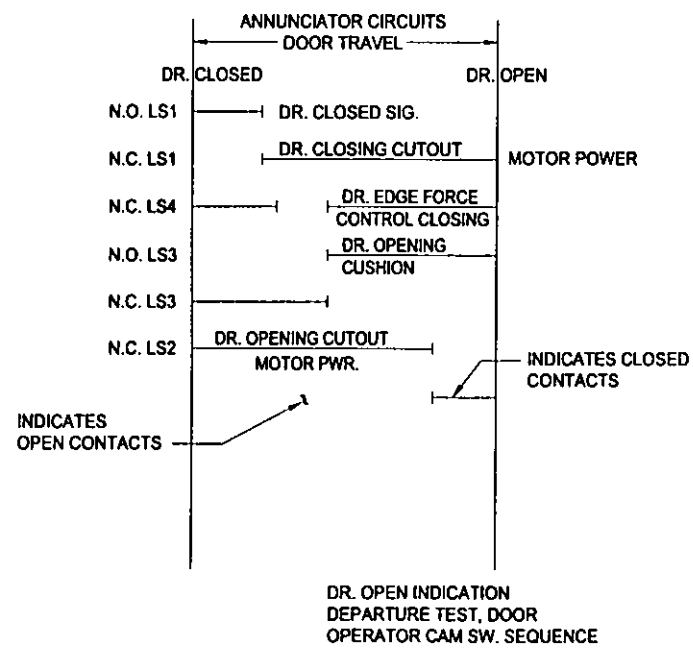 ANNUNCIATOR CIRCUITS
DOOR TRAVEL
DR. CLOSED
DR. OPEN
N.O. LS1
DR. CLOSED SIG.
N.C. LS1
DR. CLOSING CUTOUT
MOTOR POWER
N.C. LS4
DR. EDGE FORCE
CONTROL CLOSING
N.O. LS3
DR. OPENING
CUSHION
N.C. LS3
N.C. LS2
DR. OPENING CUTOUT
MOTOR PWR.
INDICATES CLOSED
CONTACTS
INDICATES
OPEN CONTACTS
DR. OPEN INDICATION
DEPARTURE TEST, DOOR
OPERATOR CAM SW. SEQUENCE